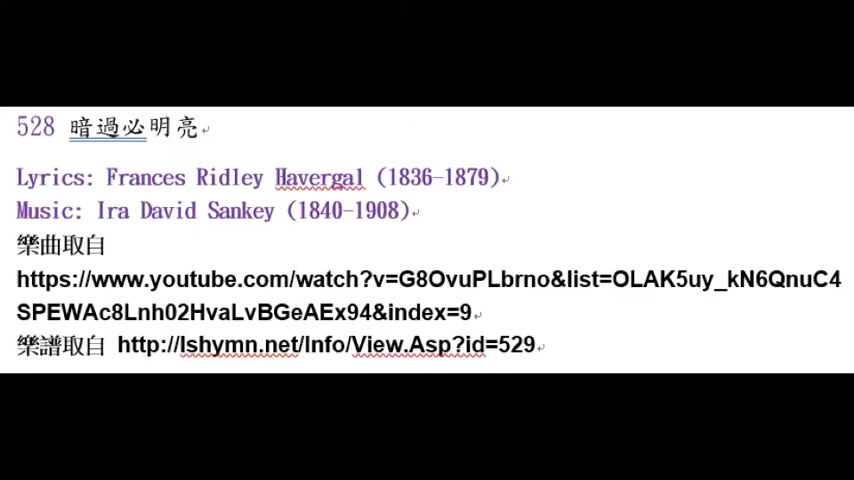 528 暗過必明亮
Lyrics: Frances Ridley Havergal (1836-1879)
Music: Ira David Sankey (1840-1908)
樂曲取自
https://www.youtube.com/watch?v=G8OvuPLbrno&list=OLAK5uy_kN6QnuC4
SPEWAc8Lnh02HvaLvBGeAEx94&index=9
樂譜取自 http://lshymn.net/Info/View.Asp?id=529